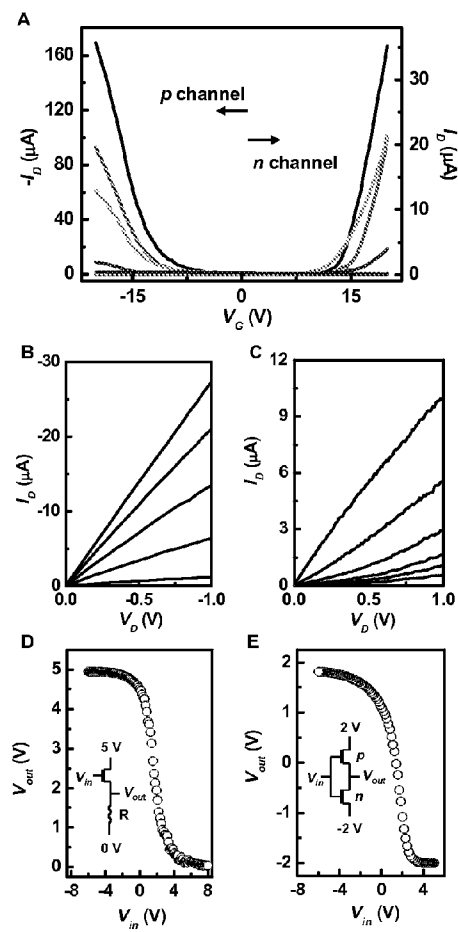 A
160
120
80
40
0
-I_D (μA)
p channel
n channel
30
20
10
0
I_D (μA)
-15
0
15
V_G (V)
B
-30
-20
-10
0
I_D (μA)
0.0
-0.5
-1.0
V_D (V)
C
12
9
6
3
0
I_D (μA)
0.0
0.5
1.0
V_D (V)
D
5
4
3
2
1
0
V_out (V)
5 V
V_in
V_out
R
0 V
-8
-4
0
4
8
V_in (V)
E
2
1
0
-1
-2
V_out (V)
2 V
p
V_in
V_out
n
-2 V
-8
-4
0
4
8
V_in (V)